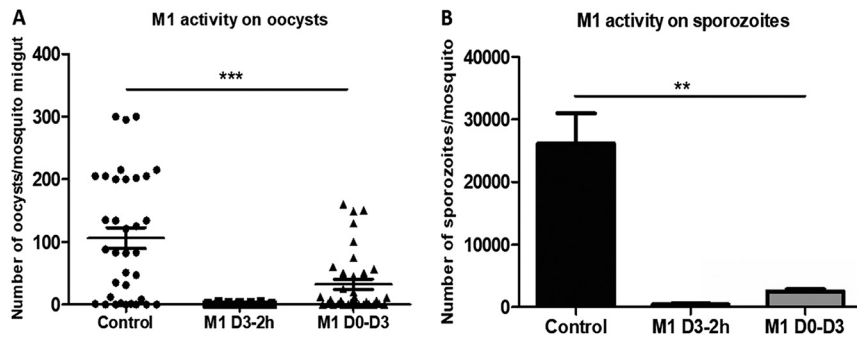 A
M1 activity on oocysts
Number of oocysts/mosquito midgut
400
300
200
100
0
***
Control
M1 D3-2h
M1 D0-D3
B
M1 activity on sporozoites
Number of sporozoites/mosquito
40000
30000
20000
10000
0
**
Control
M1 D3-2h
M1 D0-D3